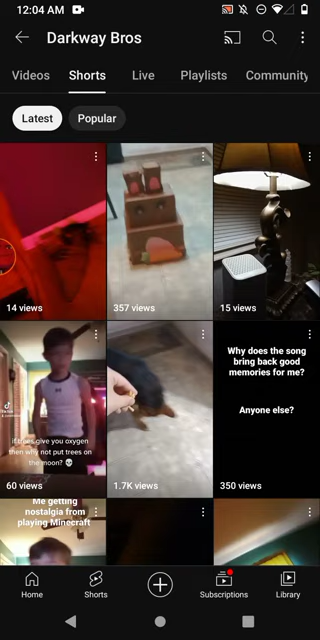 12:04 AM
Darkway Bros
Videos Shorts Live Playlists Community
Latest Popular
14 views
357 views
15 views
if trees give you oxygen
then why not put trees on
the moon? 💀
60 views
1.7K views
Why does the song
bring back good
memories for me?
Anyone else?
350 views
Me getting
nostalgia from
playing Minecraft
Home Shorts Subscriptions Library